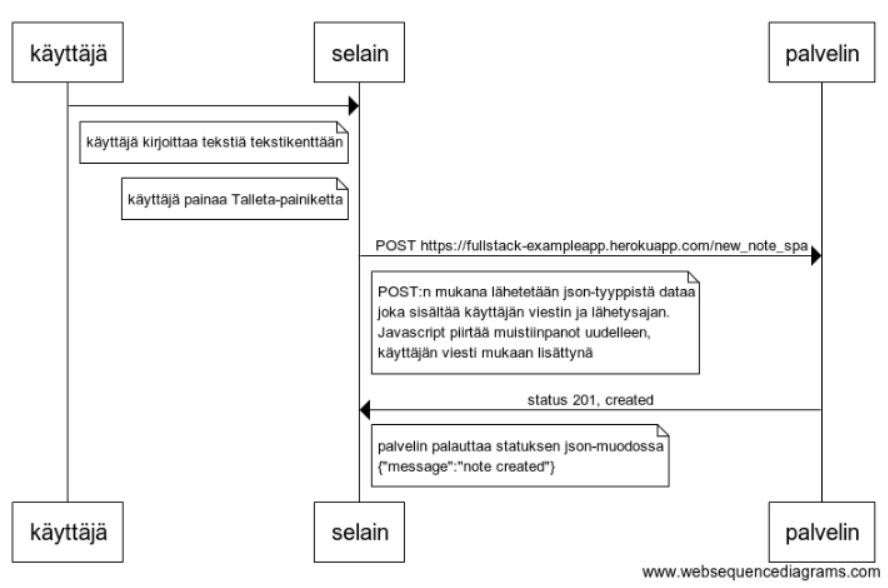 käyttäjä
selain
palvelin
käyttäjä kirjoittaa tekstiä tekstikenttään
käyttäjä painaa Talleta-painiketta
POST https://fullstack-exampleapp.herokuapp.com/new_note_spa
POST:n mukana lähetetään json-tyyppistä dataa
joka sisältää käyttäjän viestin ja lähetysajan.
Javascript piirtää muistiinpanot uudelleen,
käyttäjän viesti mukaan lisättynä
status 201, created
palvelin palauttaa statuksen json-muodossa
{"message":"note created"}
käyttäjä
selain
palvelin
www.websequencediagrams.com